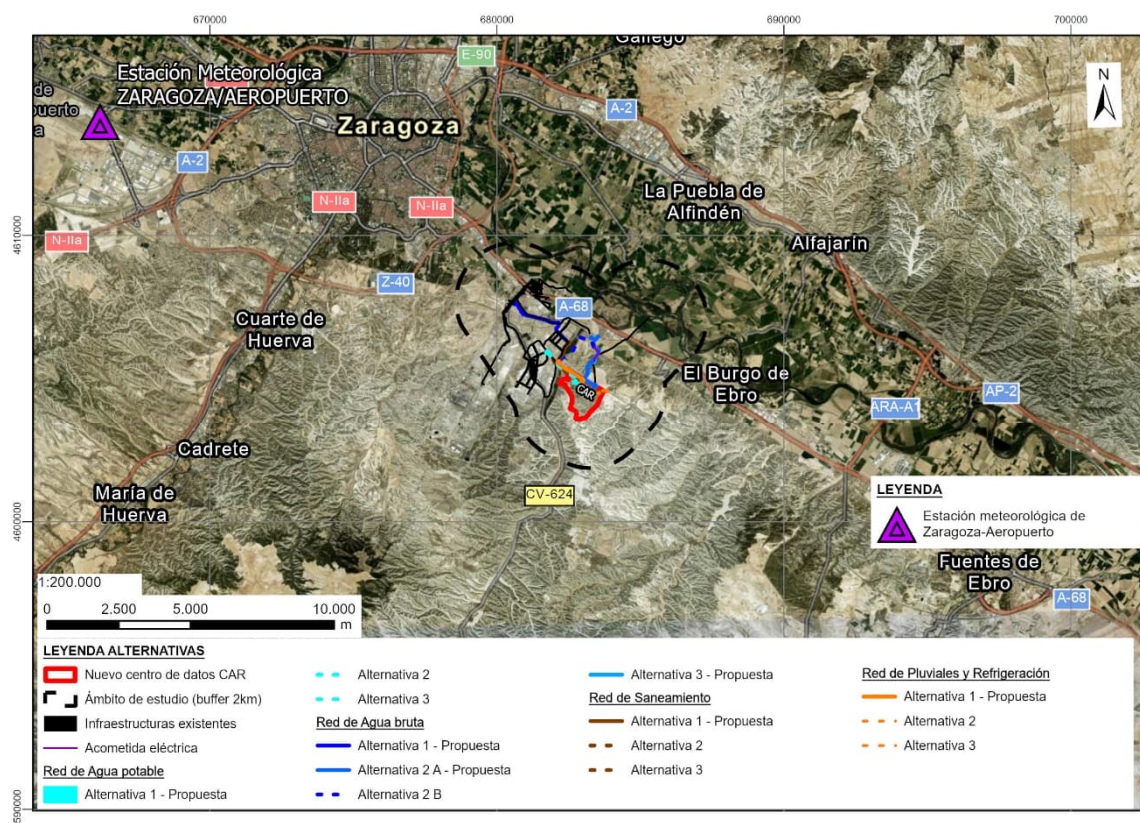 670000
680000
690000
700000
Gállego
E-90
Estación Meteorológica
ZARAGOZA/AEROPUERTO
N
A-2
Zaragoza
A-2
La Puebla de
Alfindén
N-IIa
N-IIa
N-IIa
4610000
Alfajarín
Z-40
A-68
Cuarte de
Huerva
El Burgo de
Ebro
CAR
AP-2
ARA-A1
Cadrete
María de
Huerva
CV-624
LEYENDA
Estación meteorológica de
Zaragoza-Aeropuerto
4600000
Fuentes de
Ebro
A-68
1:200.000
0 2.500 5.000 10.000
m
LEYENDA ALTERNATIVAS
Nuevo centro de datos CAR
Ámbito de estudio (buffer 2km)
Infraestructuras existentes
Acometida eléctrica
Red de Agua potable
Alternativa 1 - Propuesta
Alternativa 2
Alternativa 3
Red de Agua bruta
Alternativa 1 - Propuesta
Alternativa 2 A - Propuesta
Alternativa 2 B
Alternativa 3 - Propuesta
Red de Saneamiento
Alternativa 1 - Propuesta
Alternativa 2
Alternativa 3
Red de Pluviales y Refrigeración
Alternativa 1 - Propuesta
Alternativa 2
Alternativa 3
590000